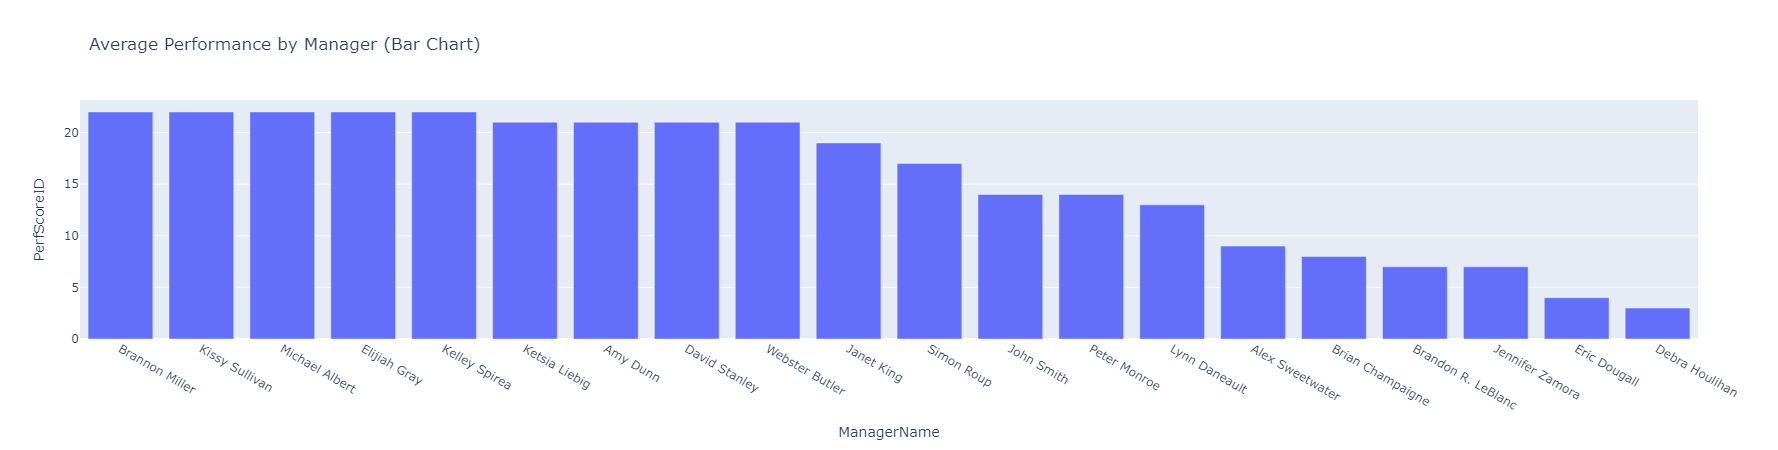 Average Performance by Manager (Bar Chart)
PerfScoreID
20
15
10
5
0
Brannon Miller
Kissy Sullivan
Michael Albert
Elijiah Gray
Kelley Spirea
Ketsia Liebig
Amy Dunn
David Stanley
Webster Butler
Janet King
Simon Roup
John Smith
Peter Monroe
Lynn Daneault
Alex Sweetwater
Brian Champaigne
Brandon R. LeBlanc
Jennifer Zamora
Eric Dougall
Debra Houlihan
ManagerName